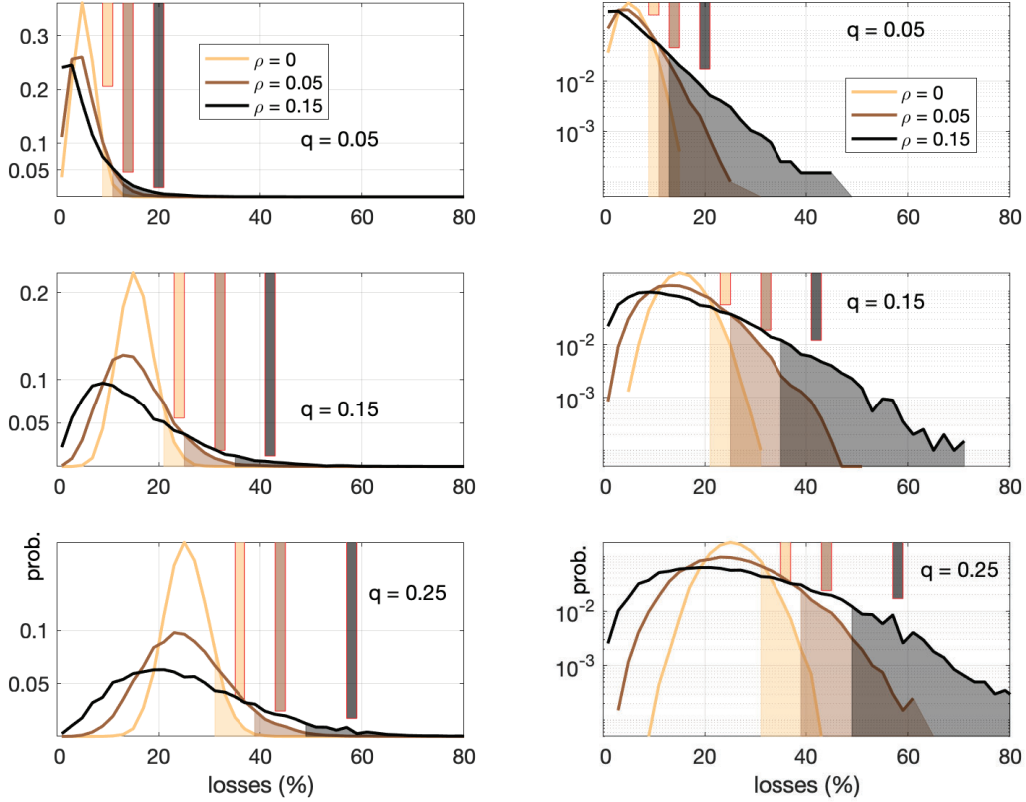 0.3
0.2
0.1
0.05
ρ = 0
ρ = 0.05
ρ = 0.15
q = 0.05
0 20 40 60 80
10⁻²
10⁻³
q = 0.05
ρ = 0
ρ = 0.05
ρ = 0.15
0 20 40 60 80
0.2
0.1
0.05
q = 0.15
0 20 40 60 80
10⁻²
10⁻³
q = 0.15
0 20 40 60 80
prob.
0.1
0.05
q = 0.25
0 20 40 60 80
losses (%)
prob.
10⁻²
10⁻³
q = 0.25
0 20 40 60 80
losses (%)